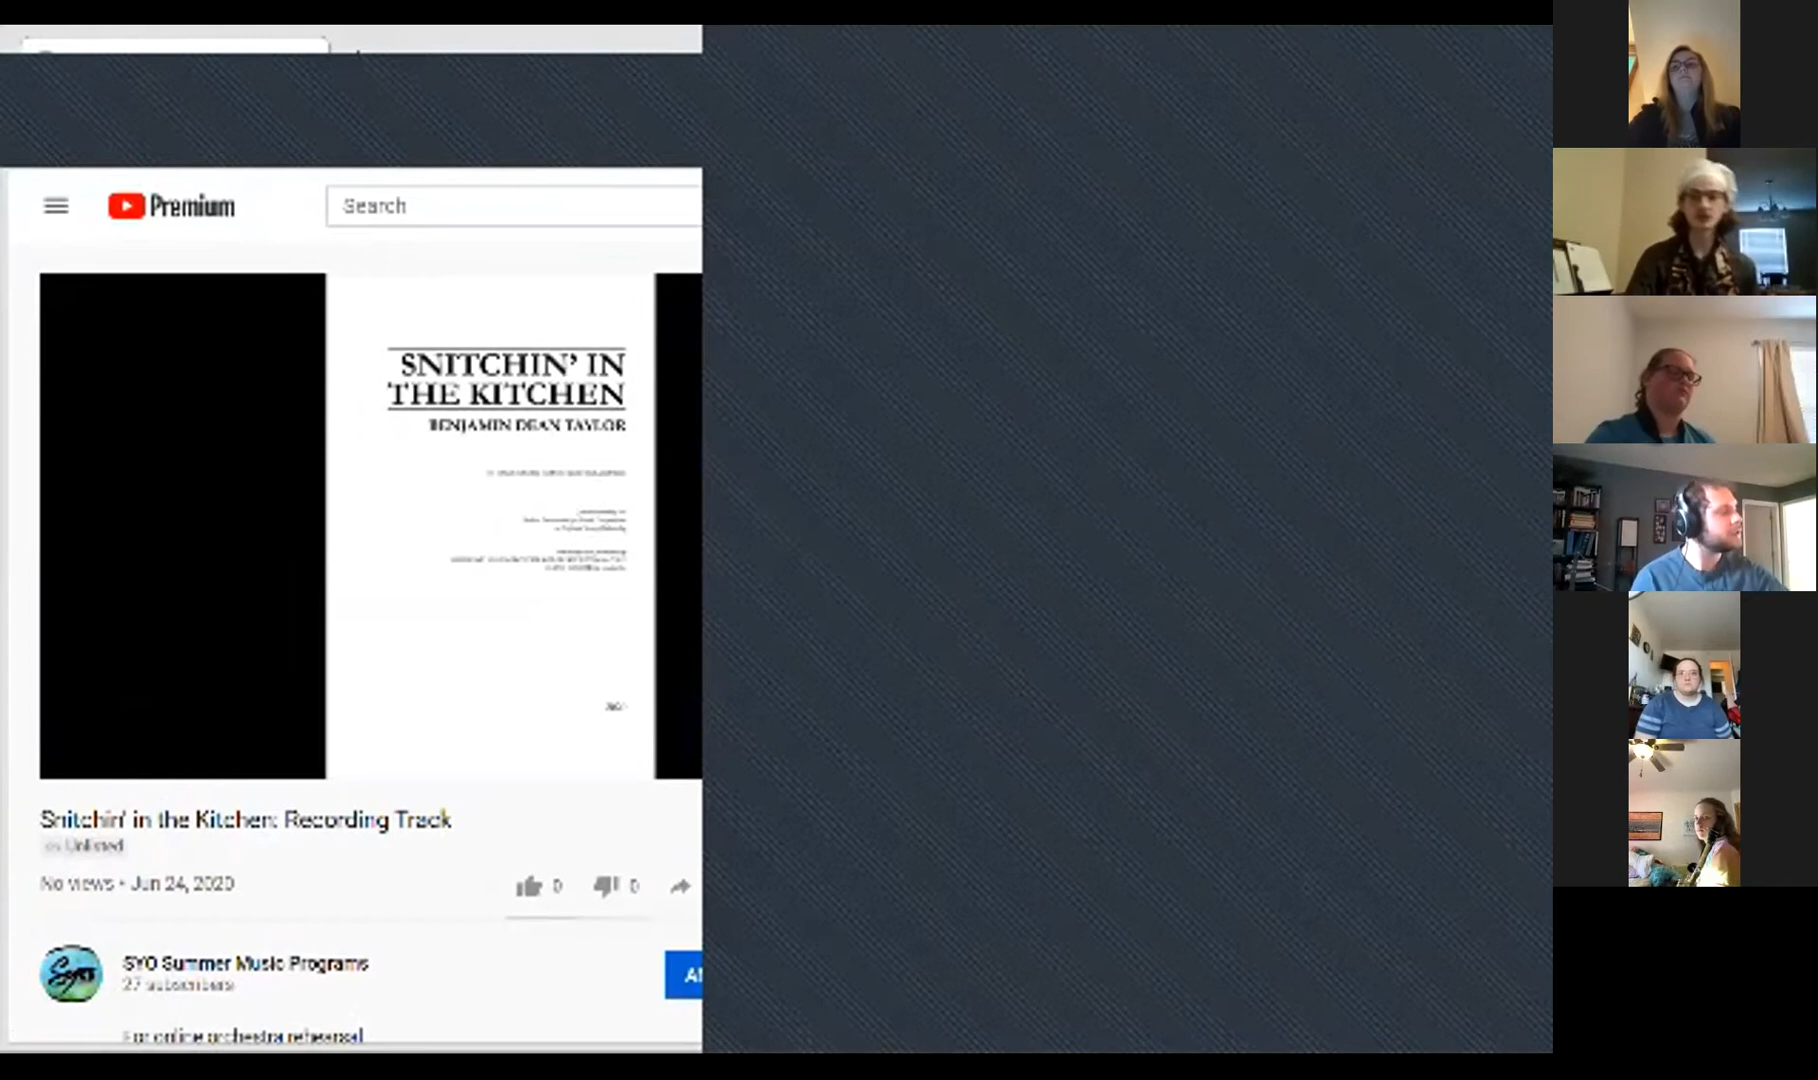 Premium
Search
SNITCHIN' IN
THE KITCHEN
BENJAMIN DEAN TAYLOR
Snitchin' in the Kitchen: Recording Track
Unlisted
No views • Jun 24, 2020
0 0
SYO Summer Music Programs
27 subscribers
For online orchestra rehearsal